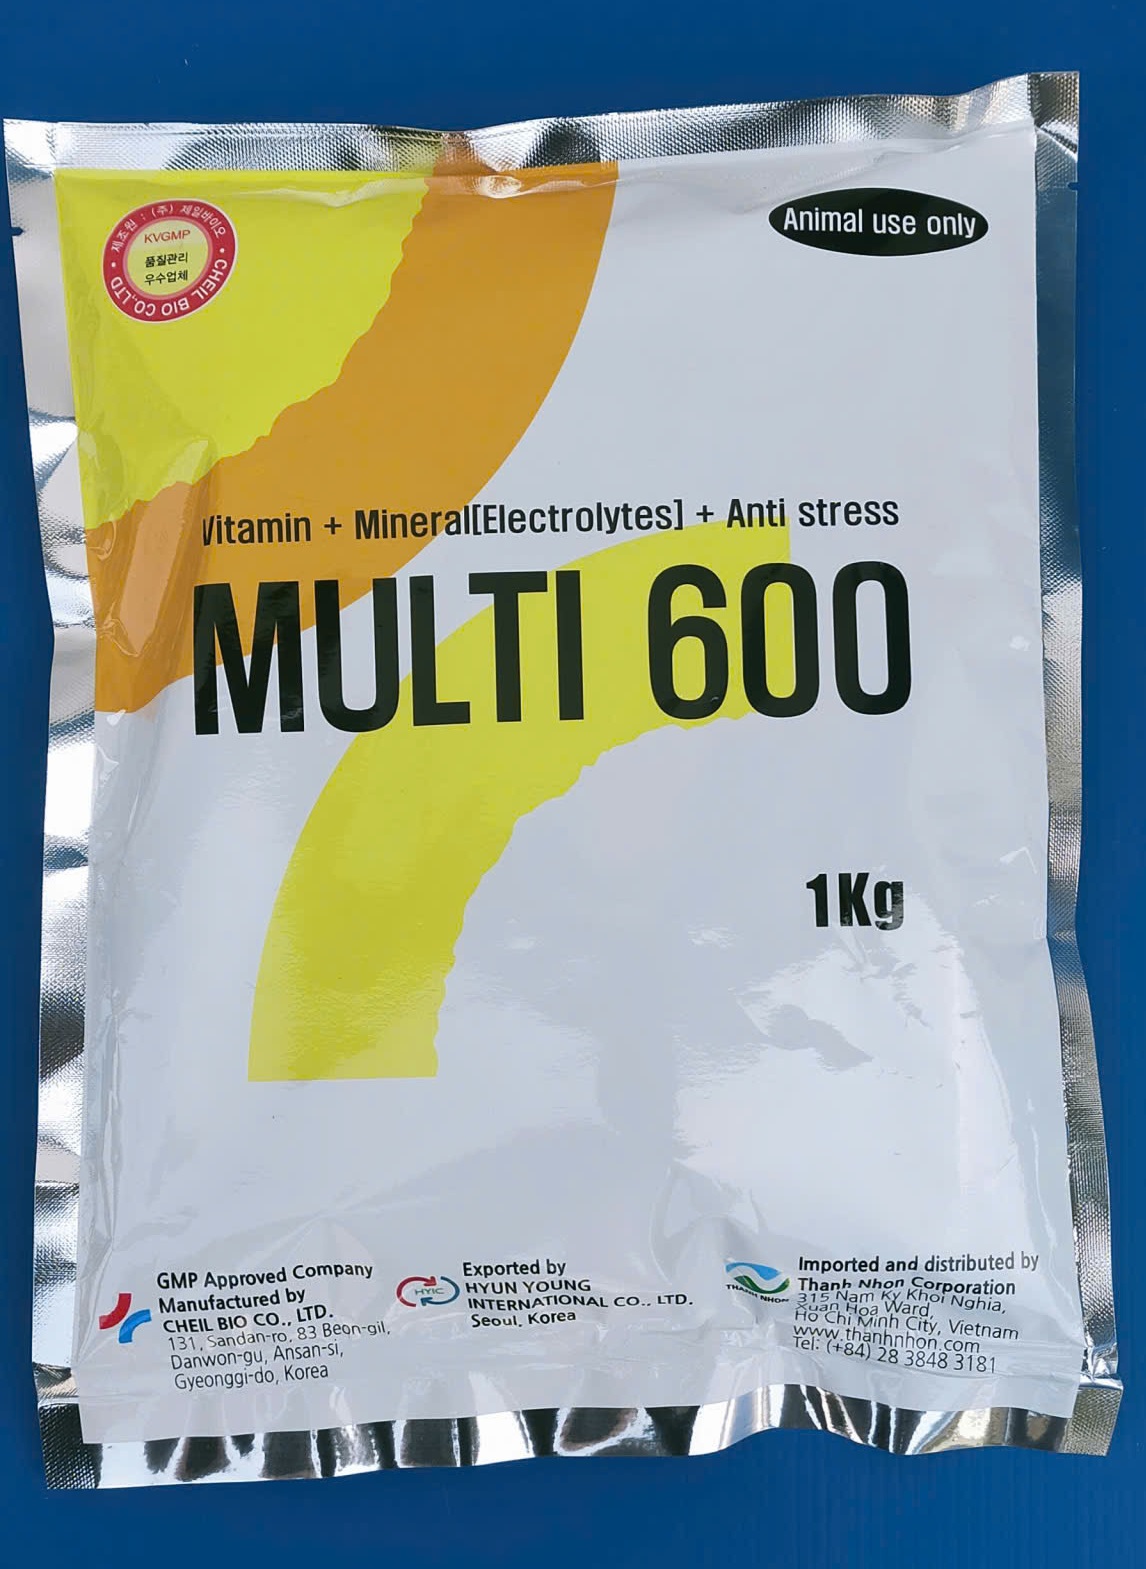 제조원 : (주) 제일바이오
KVGMP
품질관리
우수업체
CHEIL BIO CO.,LTD
Animal use only
Vitamin + Mineral[Electrolytes] + Anti stress
MULTI 600
1Kg
GMP Approved Company
Manufactured by
CHEIL BIO CO., LTD.
131, Sandan-ro, 83 Beon-gil,
Danwon-gu, Ansan-si,
Gyeonggi-do, Korea
HYIC
Exported by
HYUN YOUNG
INTERNATIONAL CO., LTD.
Seoul, Korea
THANH NHON
Imported and distributed by
Thanh Nhon Corporation
315 Nam Ky Khoi Nghia,
Xuan Hoa Ward,
Ho Chi Minh City, Vietnam
www.thanhnhon.com
Tel: (+84) 28 3848 3181